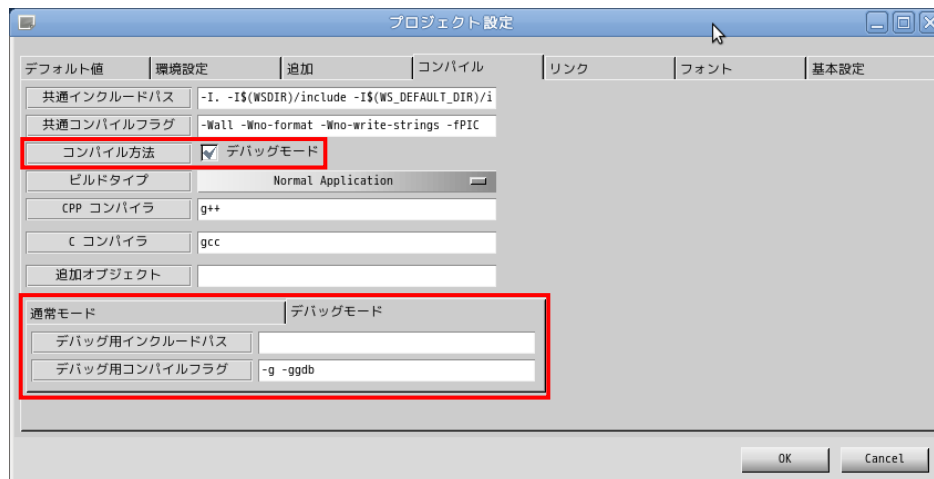 プロジェクト設定
デフォルト値 環境設定 追加 コンパイル リンク フォント 基本設定
共通インクルードパス -I. -I$(WSDIR)/include -I$(WS_DEFAULT_DIR)/i
共通コンパイルフラグ -Wall -Wno-format -Wno-write-strings -fPIC
コンパイル方法 デバッグモード
ビルドタイプ Normal Application
CPP コンパイラ g++
C コンパイラ gcc
追加オブジェクト
通常モード デバッグモード
デバッグ用インクルードパス
デバッグ用コンパイルフラグ -g -ggdb
OK Cancel